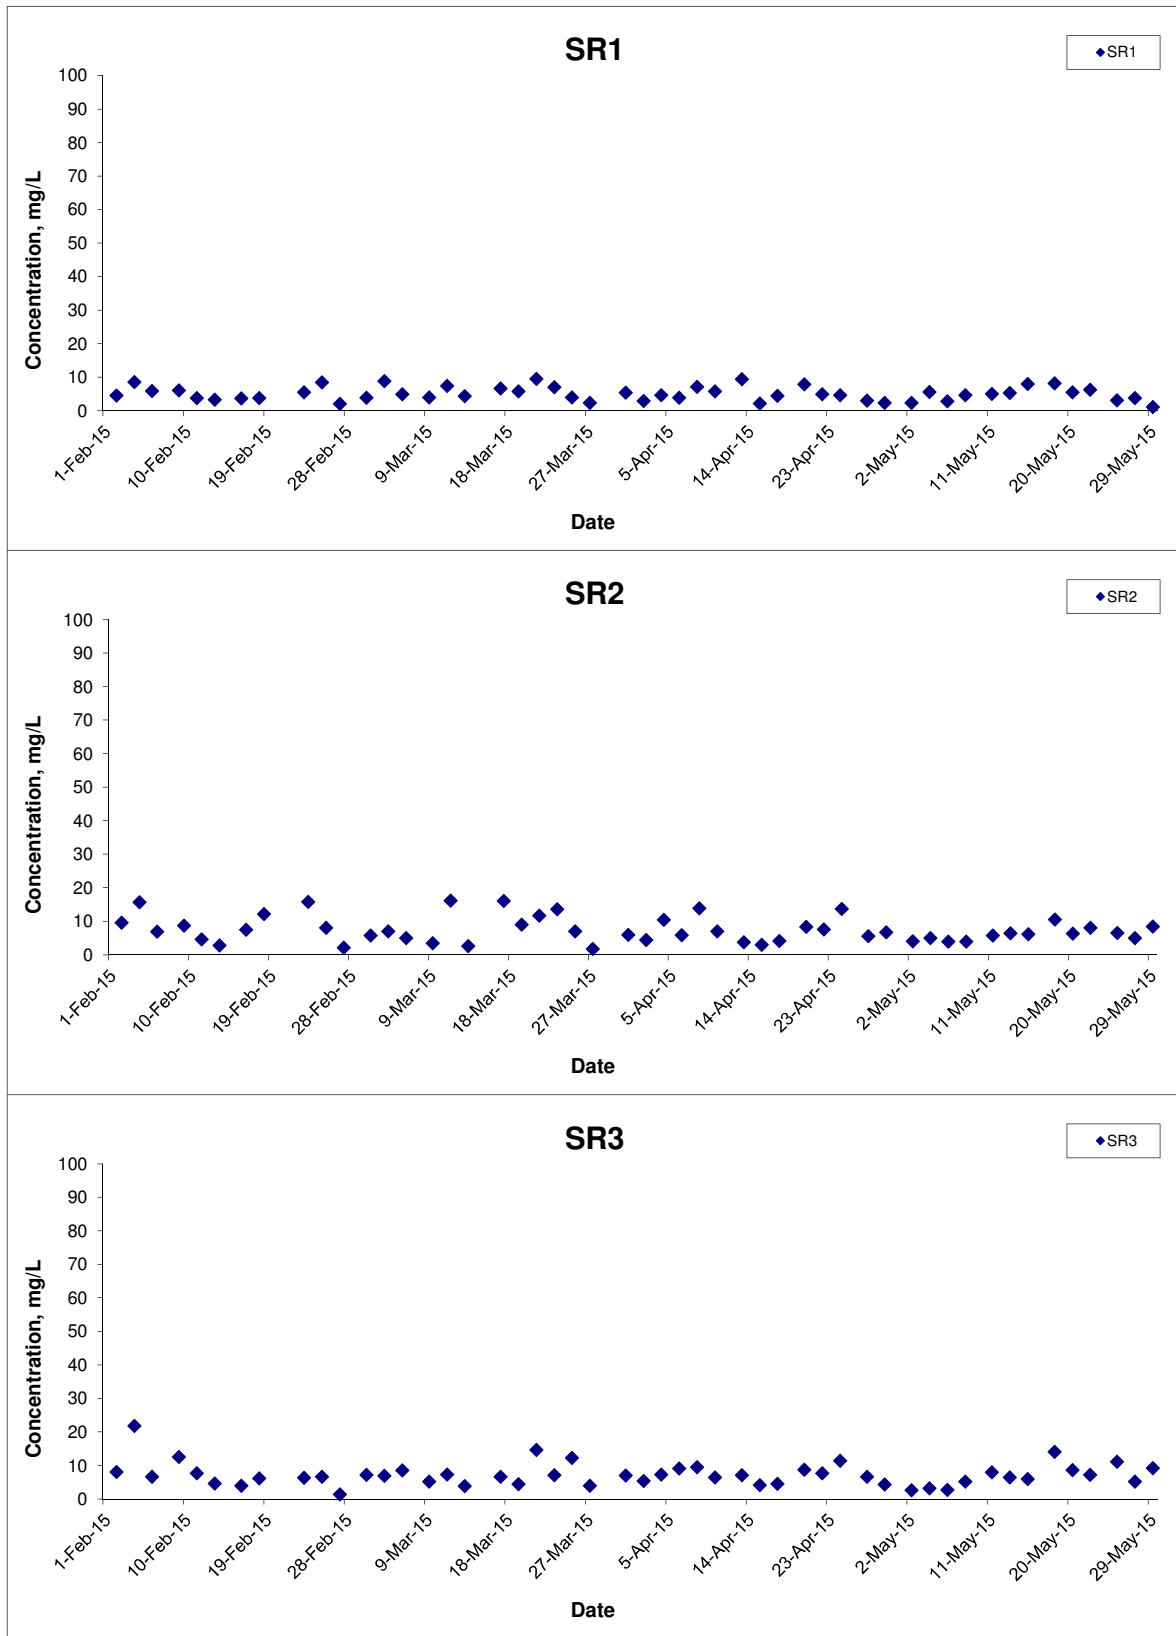 SR1
SR1
100
90
80
70
60
50
40
30
20
10
0
Concentration, mg/L
1-Feb-15
10-Feb-15
19-Feb-15
28-Feb-15
9-Mar-15
18-Mar-15
27-Mar-15
5-Apr-15
14-Apr-15
23-Apr-15
2-May-15
11-May-15
20-May-15
29-May-15
Date
SR2
SR2
100
90
80
70
60
50
40
30
20
10
0
Concentration, mg/L
1-Feb-15
10-Feb-15
19-Feb-15
28-Feb-15
9-Mar-15
18-Mar-15
27-Mar-15
5-Apr-15
14-Apr-15
23-Apr-15
2-May-15
11-May-15
20-May-15
29-May-15
Date
SR3
SR3
100
90
80
70
60
50
40
30
20
10
0
Concentration, mg/L
1-Feb-15
10-Feb-15
19-Feb-15
28-Feb-15
9-Mar-15
18-Mar-15
27-Mar-15
5-Apr-15
14-Apr-15
23-Apr-15
2-May-15
11-May-15
20-May-15
29-May-15
Date